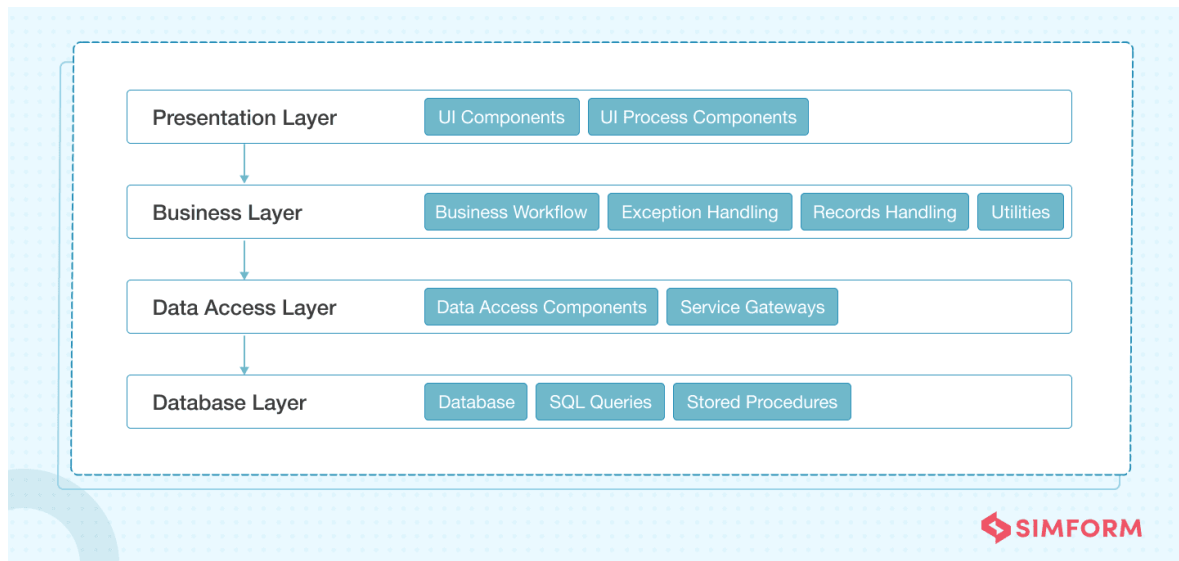 Presentation Layer UI Components UI Process Components
Business Layer Business Workflow Exception Handling Records Handling Utilities
Data Access Layer Data Access Components Service Gateways
Database Layer Database SQL Queries Stored Procedures
SIMFORM